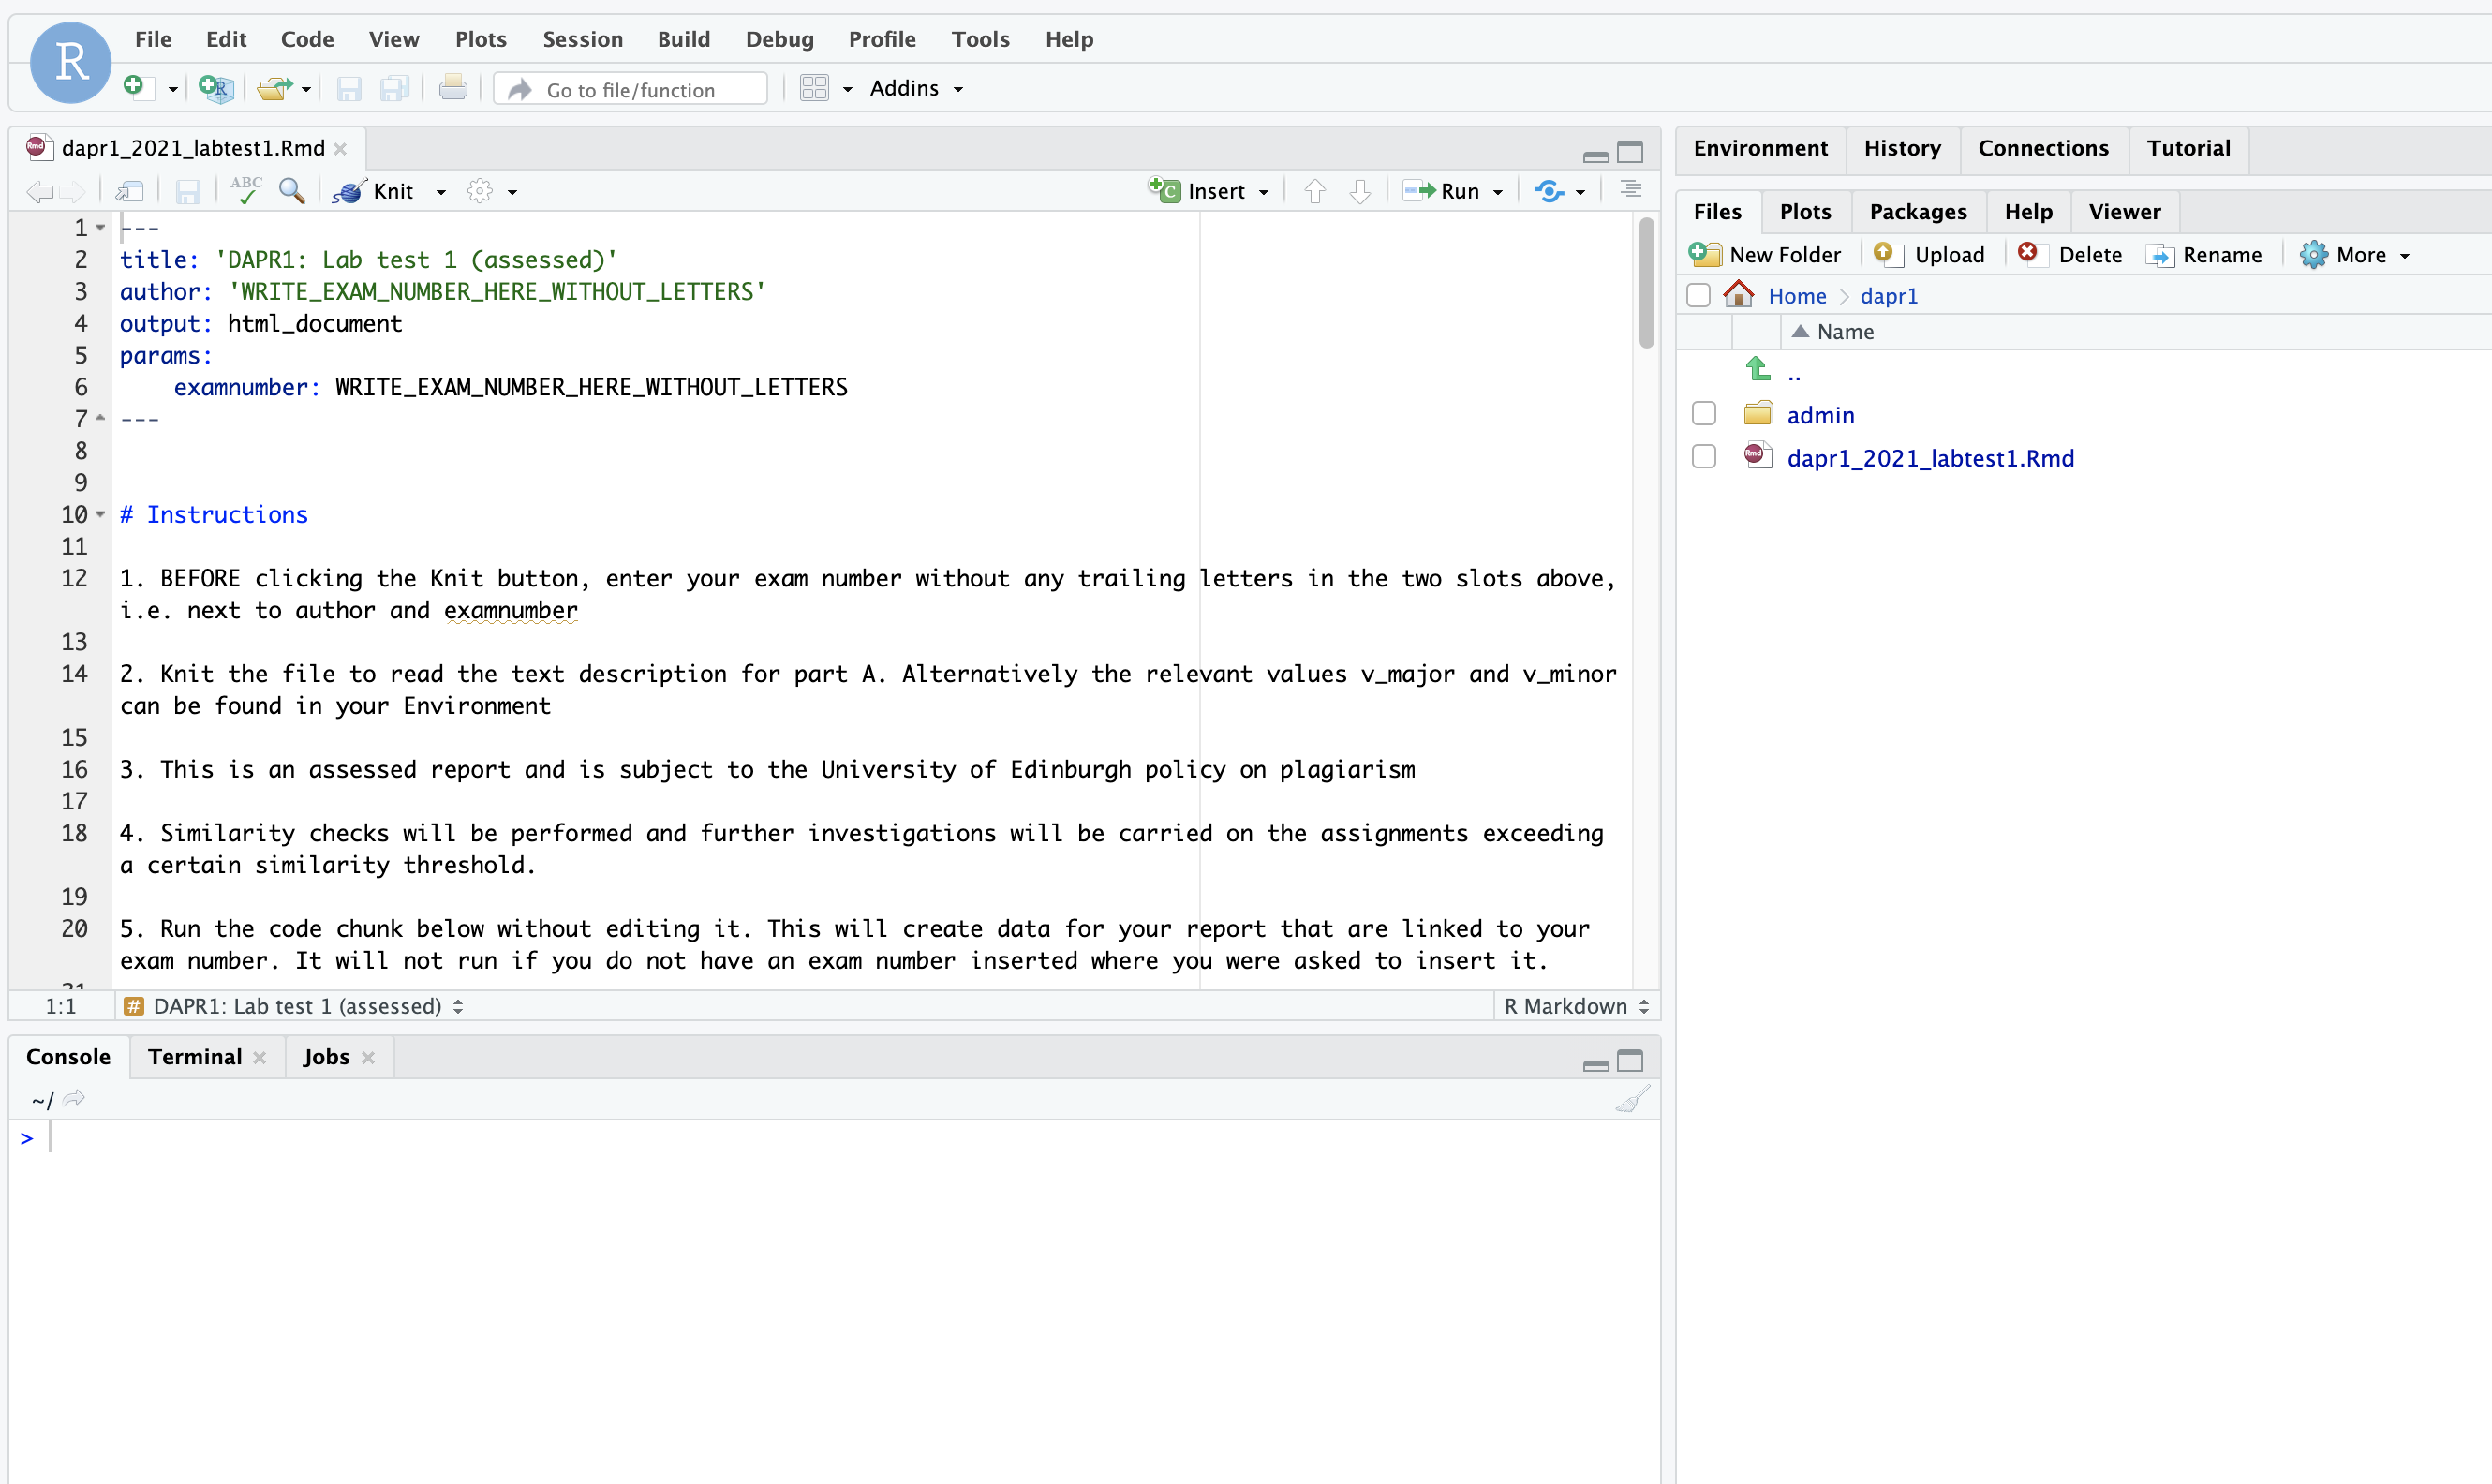 R
File Edit Code View Plots Session Build Debug Profile Tools Help
R Go to file/function Addins
Rmd dapr1_2021_labtest1.Rmd
ABC Knit C Insert Run
1 ---
2 title: 'DAPR1: Lab test 1 (assessed)'
3 author: 'WRITE_EXAM_NUMBER_HERE_WITHOUT_LETTERS'
4 output: html_document
5 params:
6 examnumber: WRITE_EXAM_NUMBER_HERE_WITHOUT_LETTERS
7 ---
8
9
10 # Instructions
11
12 1. BEFORE clicking the Knit button, enter your exam number without any trailing letters in the two slots above,
i.e. next to author and examnumber
13
14 2. Knit the file to read the text description for part A. Alternatively the relevant values v_major and v_minor
can be found in your Environment
15
16 3. This is an assessed report and is subject to the University of Edinburgh policy on plagiarism
17
18 4. Similarity checks will be performed and further investigations will be carried on the assignments exceeding
a certain similarity threshold.
19
20 5. Run the code chunk below without editing it. This will create data for your report that are linked to your
exam number. It will not run if you do not have an exam number inserted where you were asked to insert it.
21
1:1 # DAPR1: Lab test 1 (assessed) R Markdown
Console Terminal Jobs
~/
>
Environment History Connections Tutorial
Files Plots Packages Help Viewer
New Folder Upload Delete Rename More
Home dapr1
Name
..
admin
Rmd dapr1_2021_labtest1.Rmd